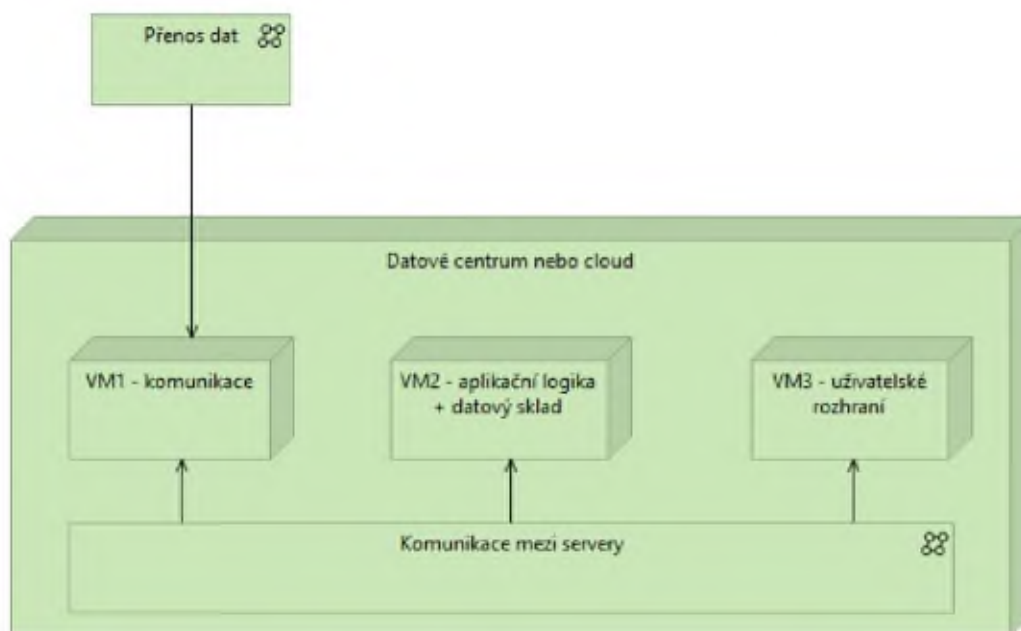 Přenos dat
Datové centrum nebo cloud
VM1 - komunikace
VM2 - aplikační logika
+ datový sklad
VM3 - uživatelské
rozhraní
Komunikace mezi servery